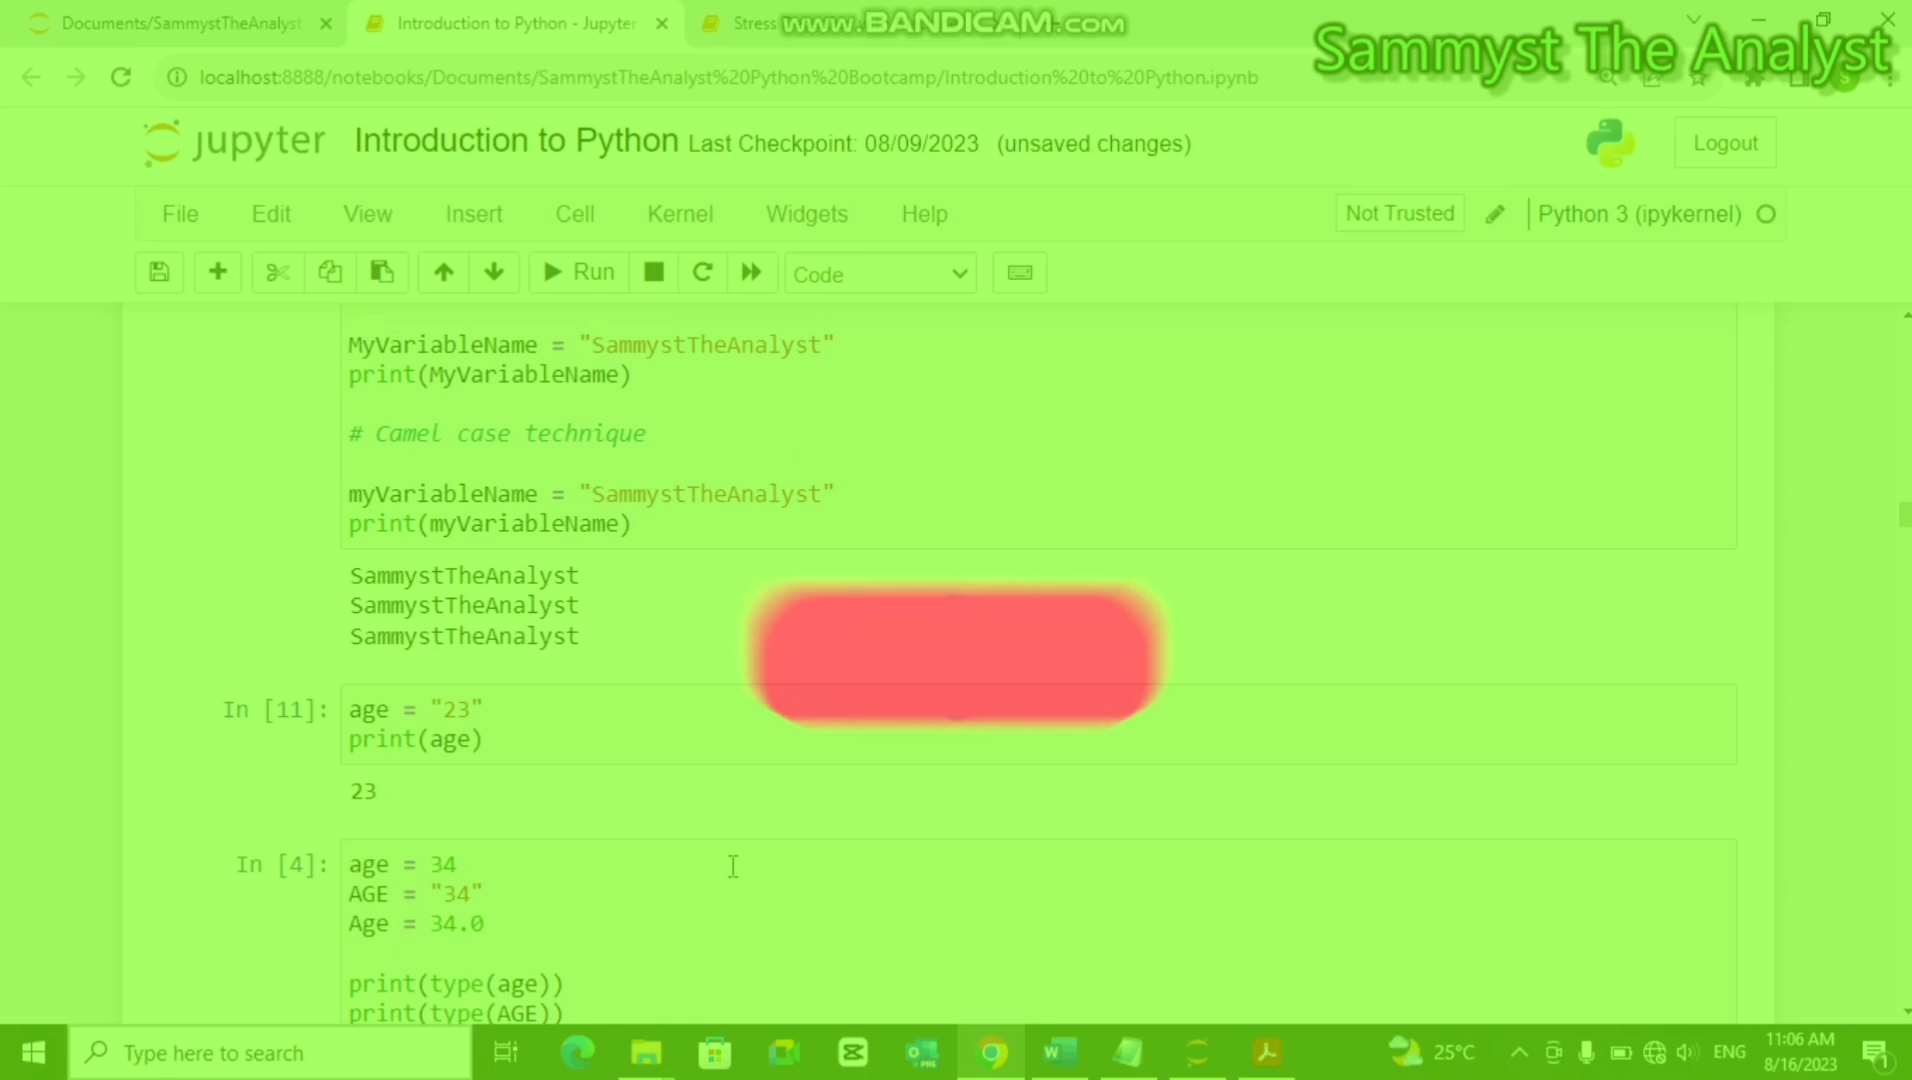 Documents/SammystTheAnalyst
Introduction to Python - Jupyter
Stress
www.BANDICAM.com
Sammyst The Analyst
localhost:8888/notebooks/Documents/SammystTheAnalyst%20Python%20Bootcamp/Introduction%20to%20Python.ipynb
jupyter Introduction to Python Last Checkpoint: 08/09/2023 (unsaved changes)
Logout
File Edit View Insert Cell Kernel Widgets Help
Not Trusted
Python 3 (ipykernel)
Run
Code
MyVariableName = "SammystTheAnalyst"
print(MyVariableName)
# Camel case technique
myVariableName = "SammystTheAnalyst"
print(myVariableName)
SammystTheAnalyst
SammystTheAnalyst
SammystTheAnalyst
In [11]: age = "23"
print(age)
23
In [4]: age = 34
AGE = "34"
Age = 34.0
print(type(age))
print(type(AGE))
Type here to search
25°C
ENG
11:06 AM
8/16/2023
1